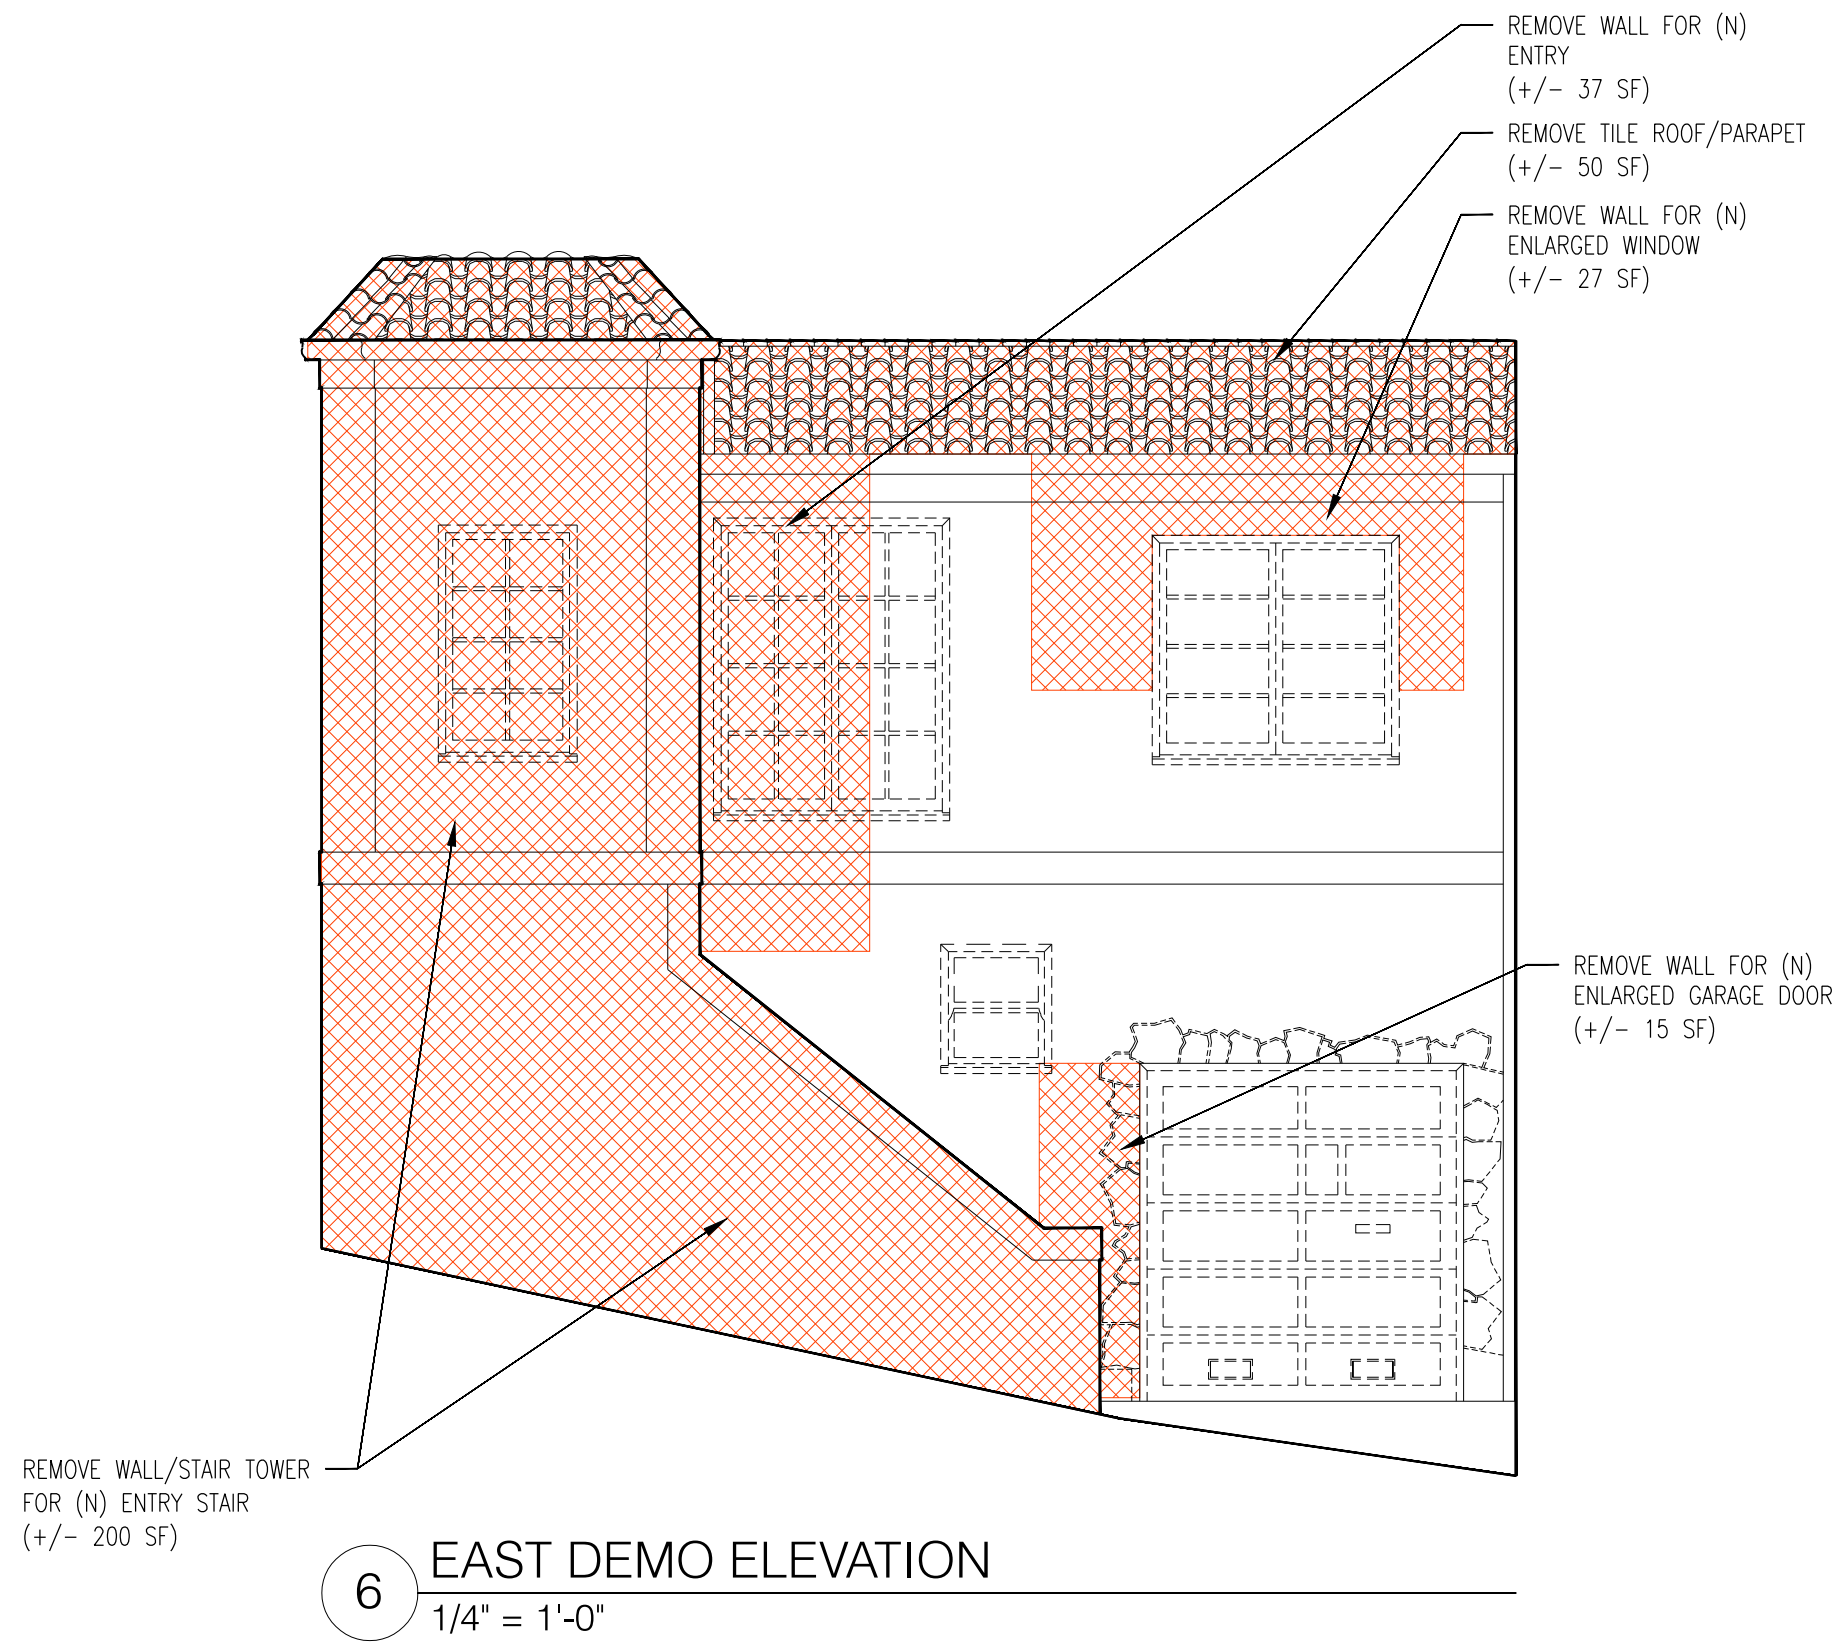 REMOVE WALL FOR (N)
ENTRY
(+/- 37 SF)
REMOVE TILE ROOF/PARAPET
(+/- 50 SF)
REMOVE WALL FOR (N)
ENLARGED WINDOW
(+/- 27 SF)
REMOVE WALL FOR (N)
ENLARGED GARAGE DOOR
(+/- 15 SF)
REMOVE WALL/STAIR TOWER
FOR (N) ENTRY STAIR
(+/- 200 SF)
6
EAST DEMO ELEVATION
1/4" = 1'-0"